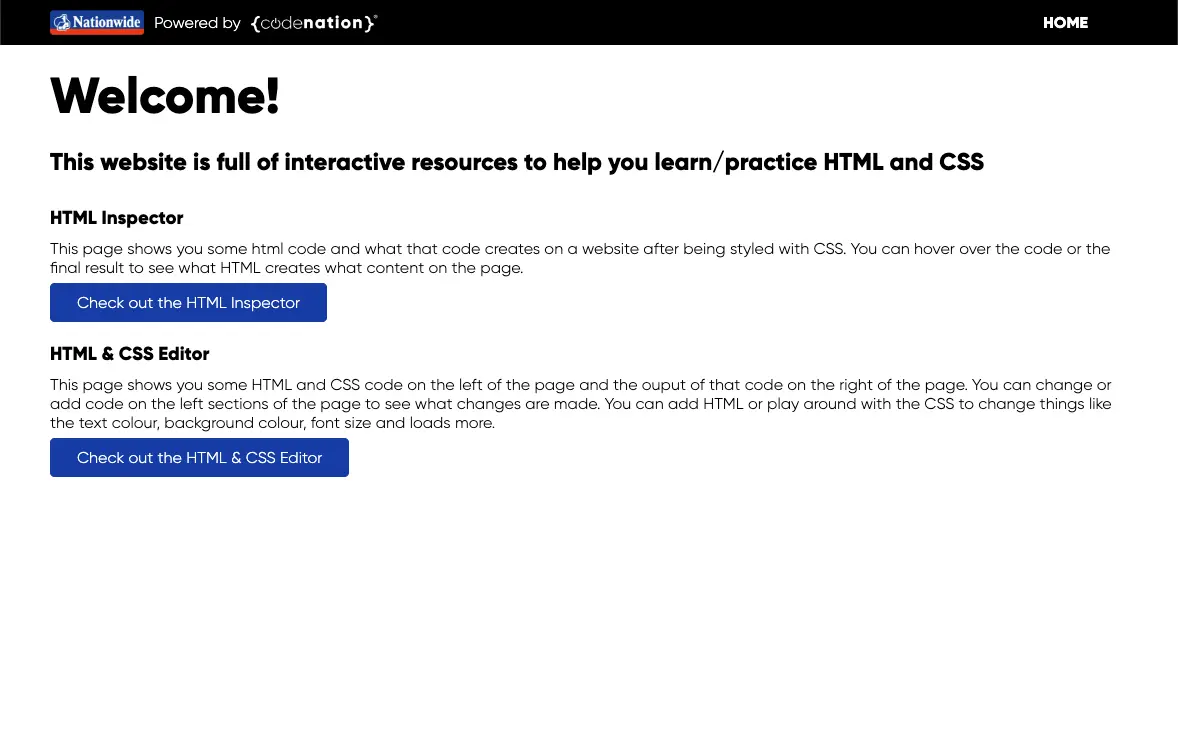 Nationwide Powered by {codenation}® HOME
Welcome!
This website is full of interactive resources to help you learn/practice HTML and CSS
HTML Inspector
This page shows you some html code and what that code creates on a website after being styled with CSS. You can hover over the code or the
final result to see what HTML creates what content on the page.
Check out the HTML Inspector
HTML & CSS Editor
This page shows you some HTML and CSS code on the left of the page and the ouput of that code on the right of the page. You can change or
add code on the left sections of the page to see what changes are made. You can add HTML or play around with the CSS to change things like
the text colour, background colour, font size and loads more.
Check out the HTML & CSS Editor